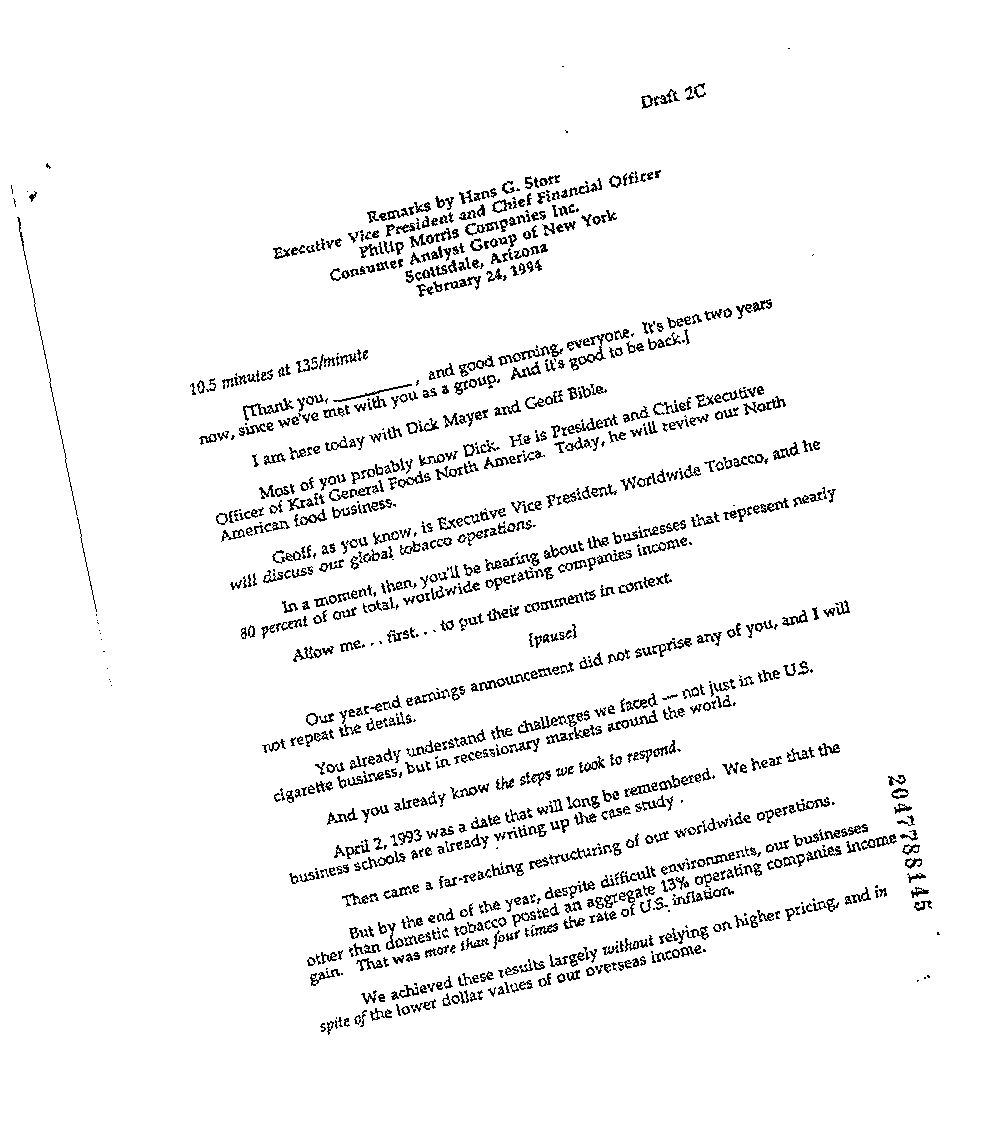 Draft 2C
Remarks by Hans G. Storr
Executive Vice President and Chief Financial Officer
Philip Morris Companies Inc.
Consumer Analyst Group of New York
Scottsdale, Arizona
February 24, 1994
10.5 minutes at 135/minute
[Thank you, __________, and good morning, everyone. It's been two years
now, since we've met with you as a group. And it's good to be back.]
I am here today with Dick Mayer and Geoff Bible.
Most of you probably know Dick. He is President and Chief Executive
Officer of Kraft General Foods North America. Today, he will review our North
American food business.
Geoff, as you know, is Executive Vice President, Worldwide Tobacco, and he
will discuss our global tobacco operations.
In a moment, then, you'll be hearing about the businesses that represent nearly
80 percent of our total, worldwide operating companies income.
Allow me. . . first. . . to put their comments in context.
[pause]
Our year-end earnings announcement did not surprise any of you, and I will
not repeat the details.
You already understand the challenges we faced — not just in the U.S.
cigarette business, but in recessionary markets around the world.
And you already know the steps we took to respond.
April 2, 1993 was a date that will long be remembered. We hear that the
business schools are already writing up the case study .
Then came a far-reaching restructuring of our worldwide operations.
But by the end of the year, despite difficult environments, our businesses
other than domestic tobacco posted an aggregate 13% operating companies income
gain. That was more than four times the rate of U.S. inflation.
We achieved these results largely without relying on higher pricing, and in
spite of the lower dollar values of our overseas income.
2047788145